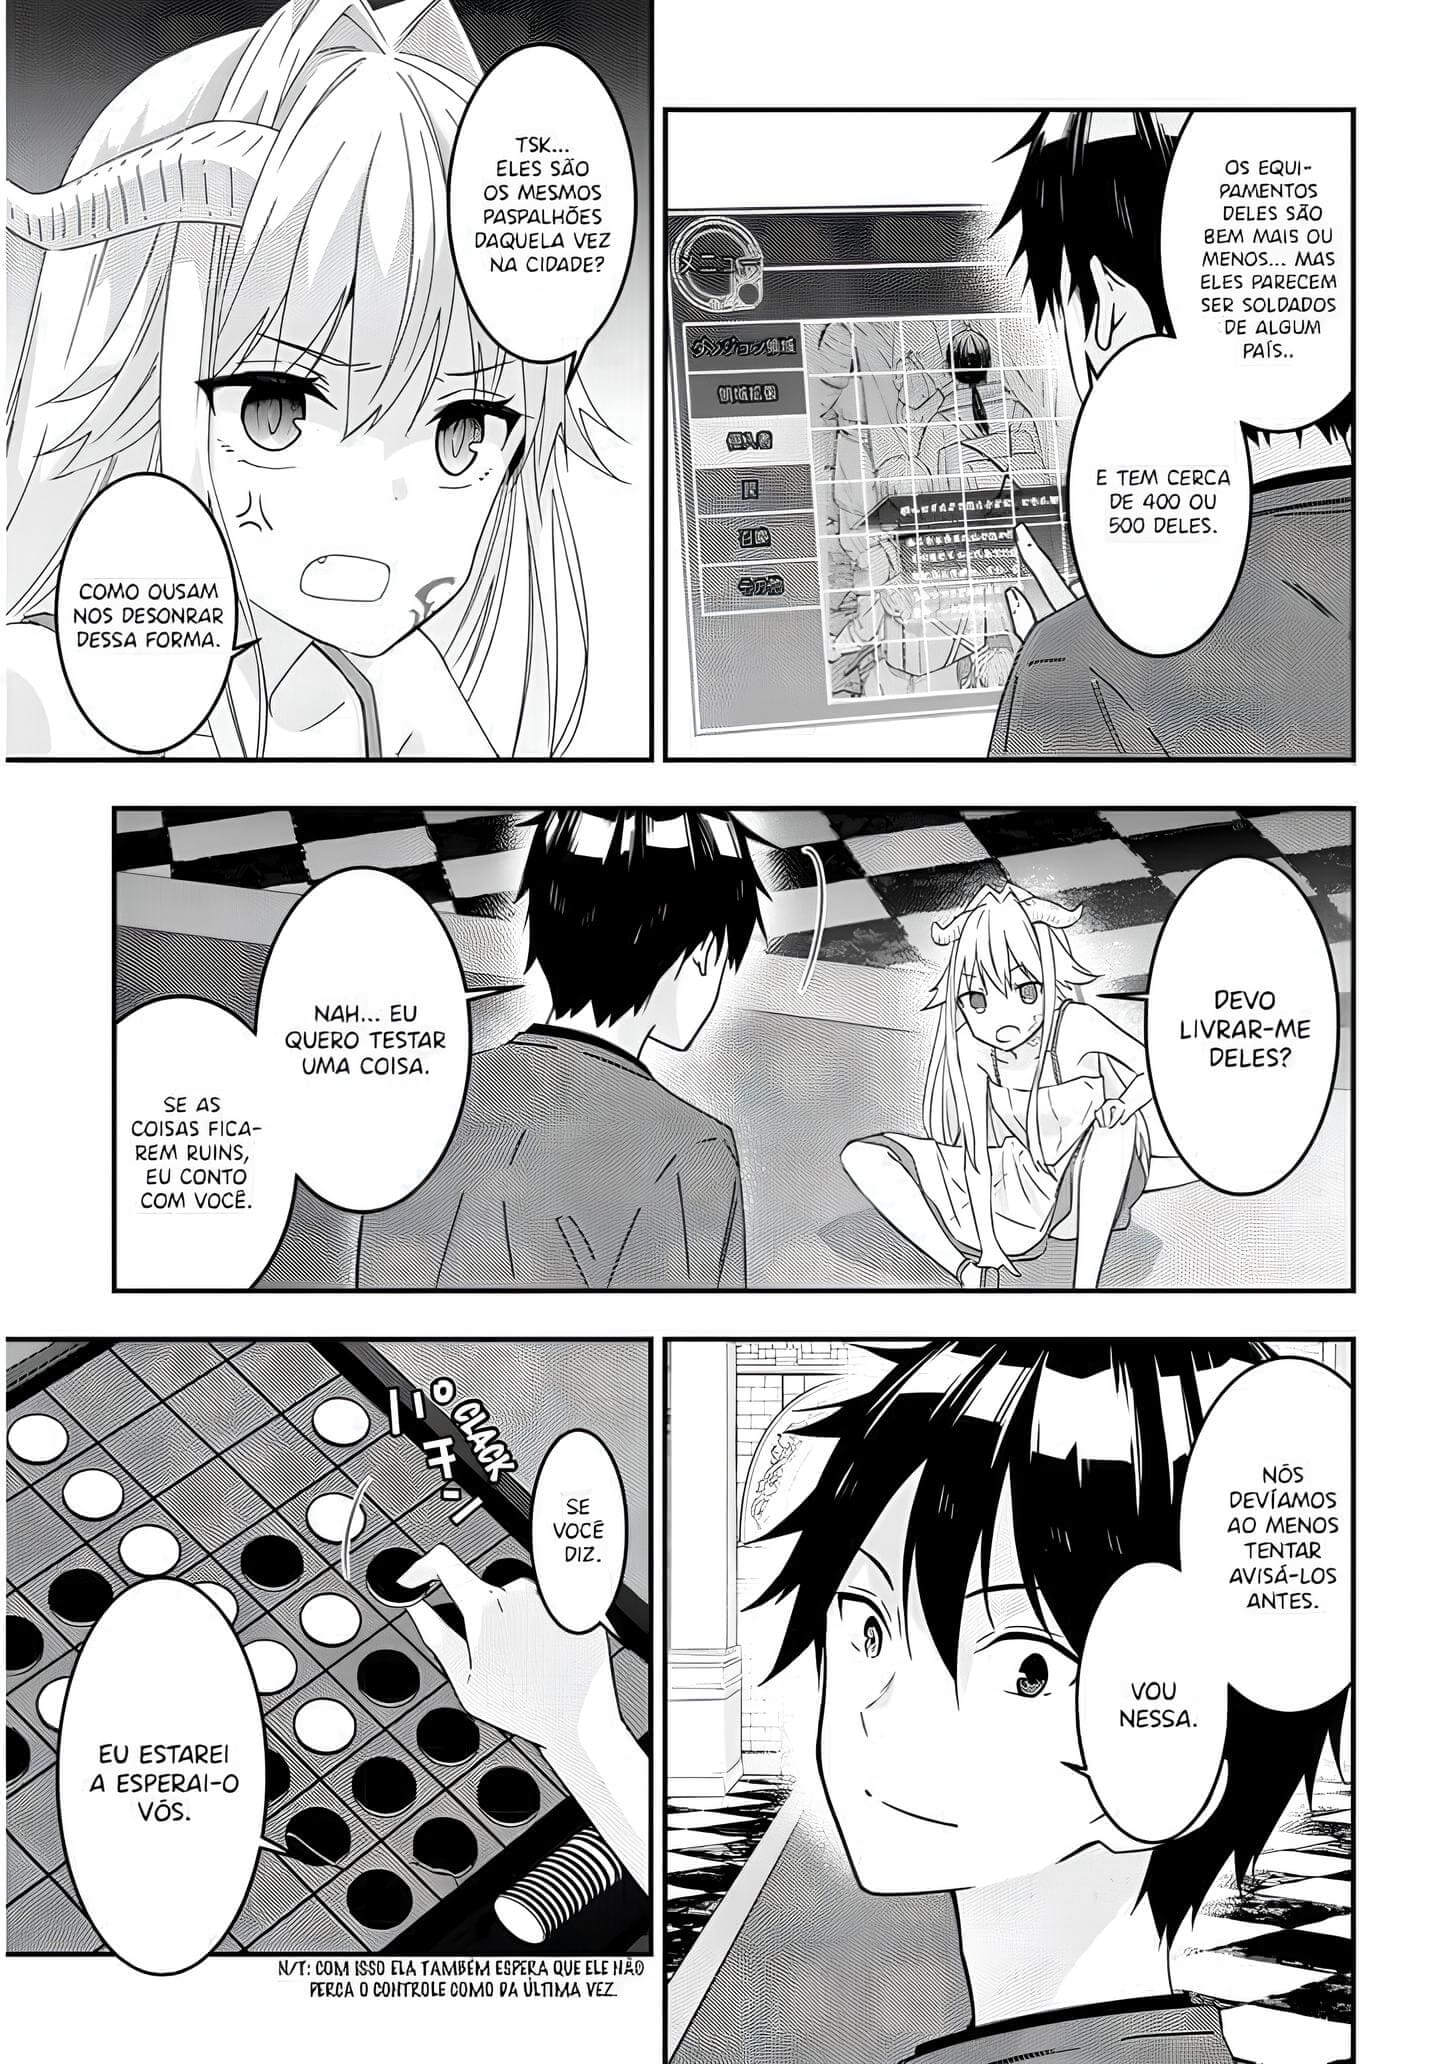 OS EQUI-
PAMENTOS
DELES SÃO
BEM MAIS OU
MENOS... MAS
ELES PARECEM
SER SOLDADOS
DE ALGUM
PAÍS..
E TEM CERCA
DE 400 OU
500 DELES.
メニュー
TSK...
ELES SÃO
OS MESMOS
PASPALHÕES
DAQUELA VEZ
NA CIDADE?
COMO OUSAM
NOS DESONRAR
DESSA FORMA.
DEVO
LIVRAR-ME
DELES?
NAH... EU
QUERO TESTAR
UMA COISA.
SE AS
COISAS FICA-
REM RUINS,
EU CONTO
COM VOCÊ.
NÓS
DEVÍAMOS
AO MENOS
TENTAR
AVISÁ-LOS
ANTES.
VOU
NESSA.
CLACK
SE
VOCÊ
DIZ.
EU ESTAREI
A ESPERAI-O
VÓS.
N/T: COM ISSO ELA TAMBÉM ESPERA QUE ELE NÃO
PERCA O CONTROLE COMO DA ÚLTIMA VEZ.